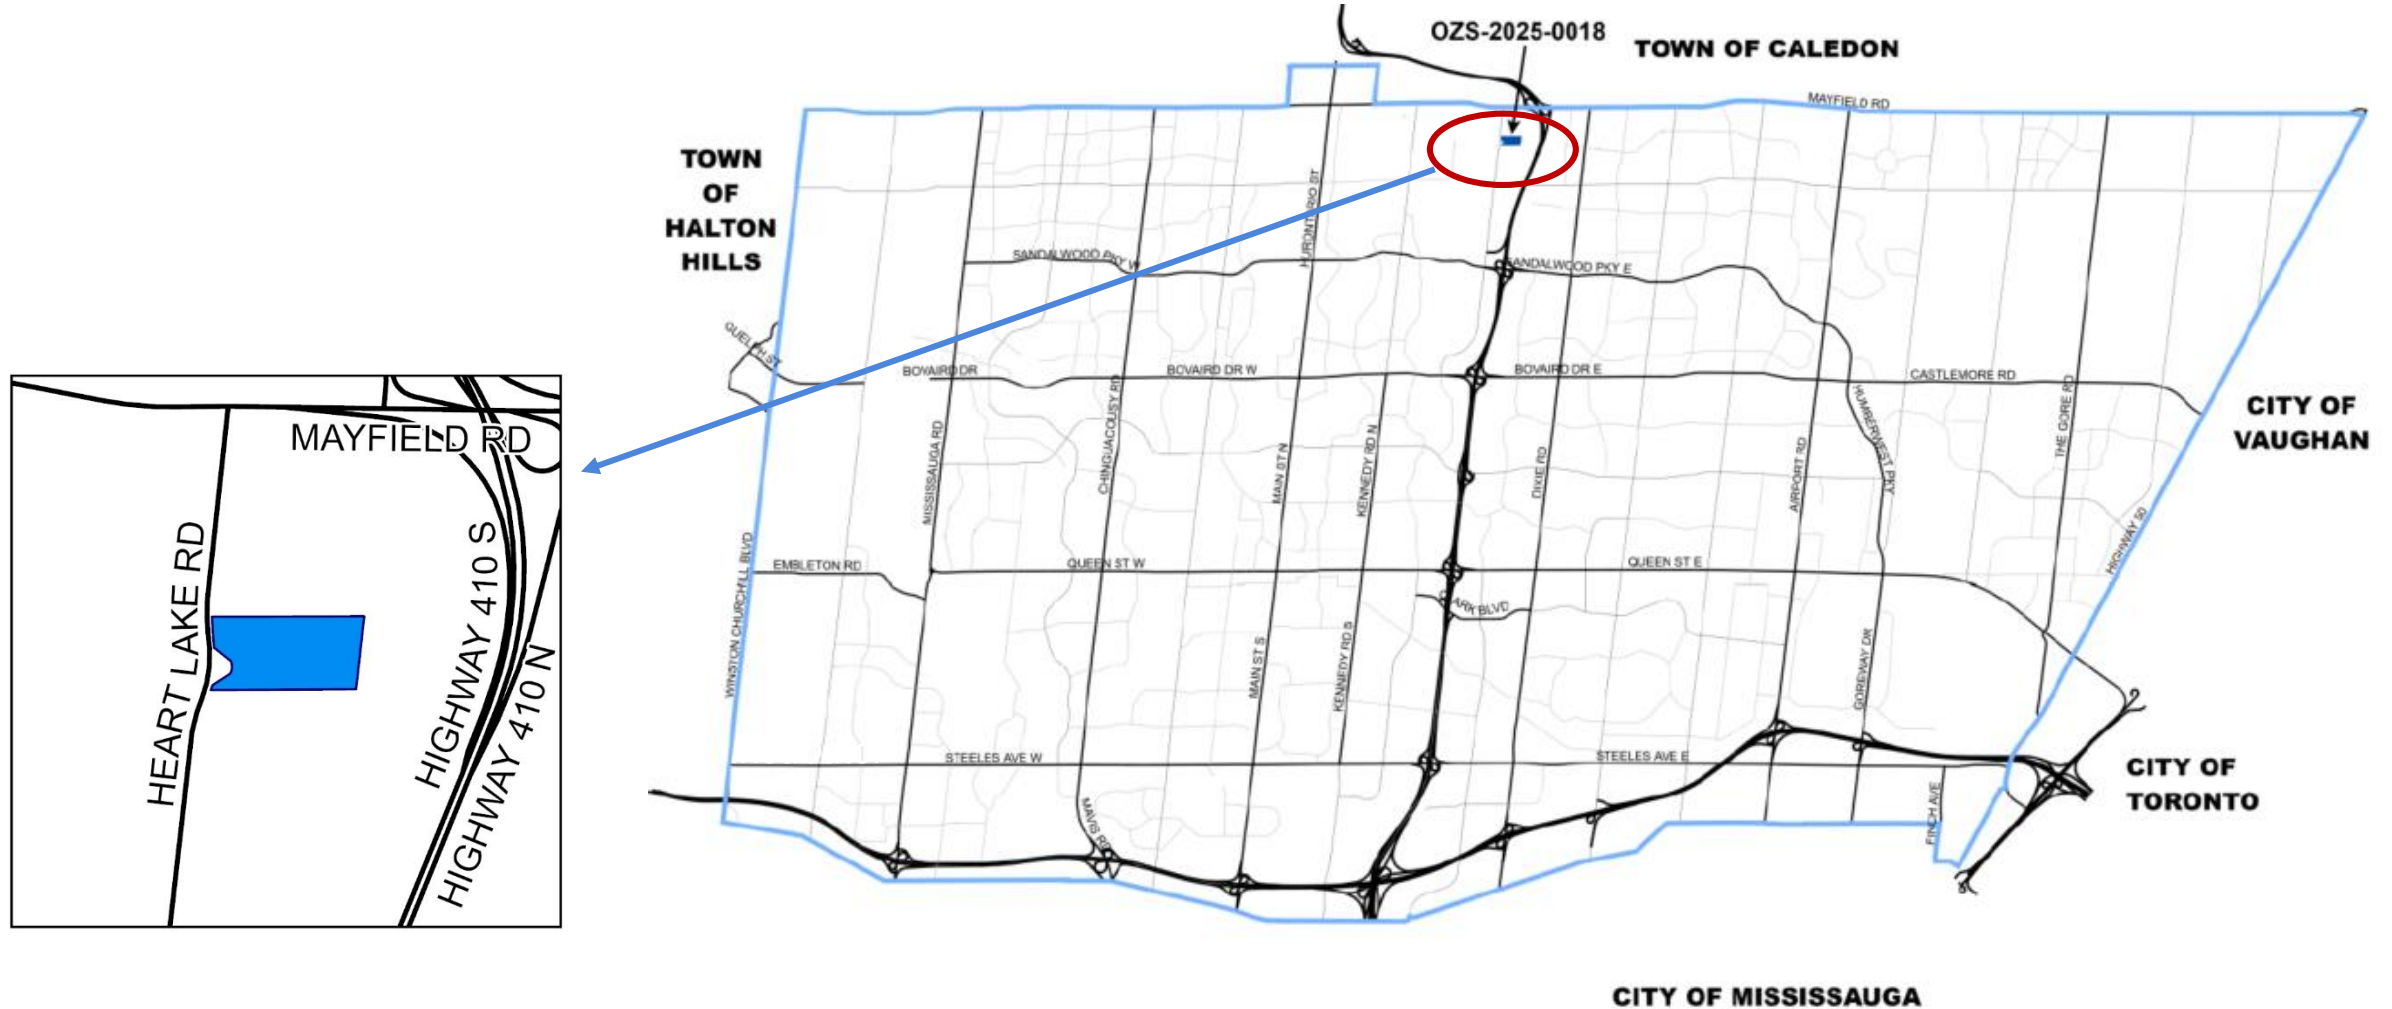 OZS-2025-0018
TOWN OF CALEDON
MAYFIELD RD
TOWN
OF
HALTON
HILLS
HURONTARIO ST
SANDALWOOD PKY W
SANDALWOOD PKY E
GUELPH ST
BOVAIRD DR
BOVAIRD DR W
BOVAIRD DR E
CASTLEMORE RD
CITY OF
VAUGHAN
MISSISSAUGA RD
CHINGUACOUSY RD
MAIN ST N
KENNEDY RD N
DIXIE RD
AIRPORT RD
HUMBERWEST PKY
THE GORE RD
HIGHWAY 50
WINSTON CHURCHILL BLVD
EMBLETON RD
QUEEN ST W
QUEEN ST E
CLARK BLVD
MAIN ST S
KENNEDY RD S
GOREWAY DR
STEELES AVE W
STEELES AVE E
MAVIS RD
FINCH AVE
CITY OF
TORONTO
CITY OF MISSISSAUGA
MAYFIELD RD
HEART LAKE RD
HIGHWAY 410 S
HIGHWAY 410 N